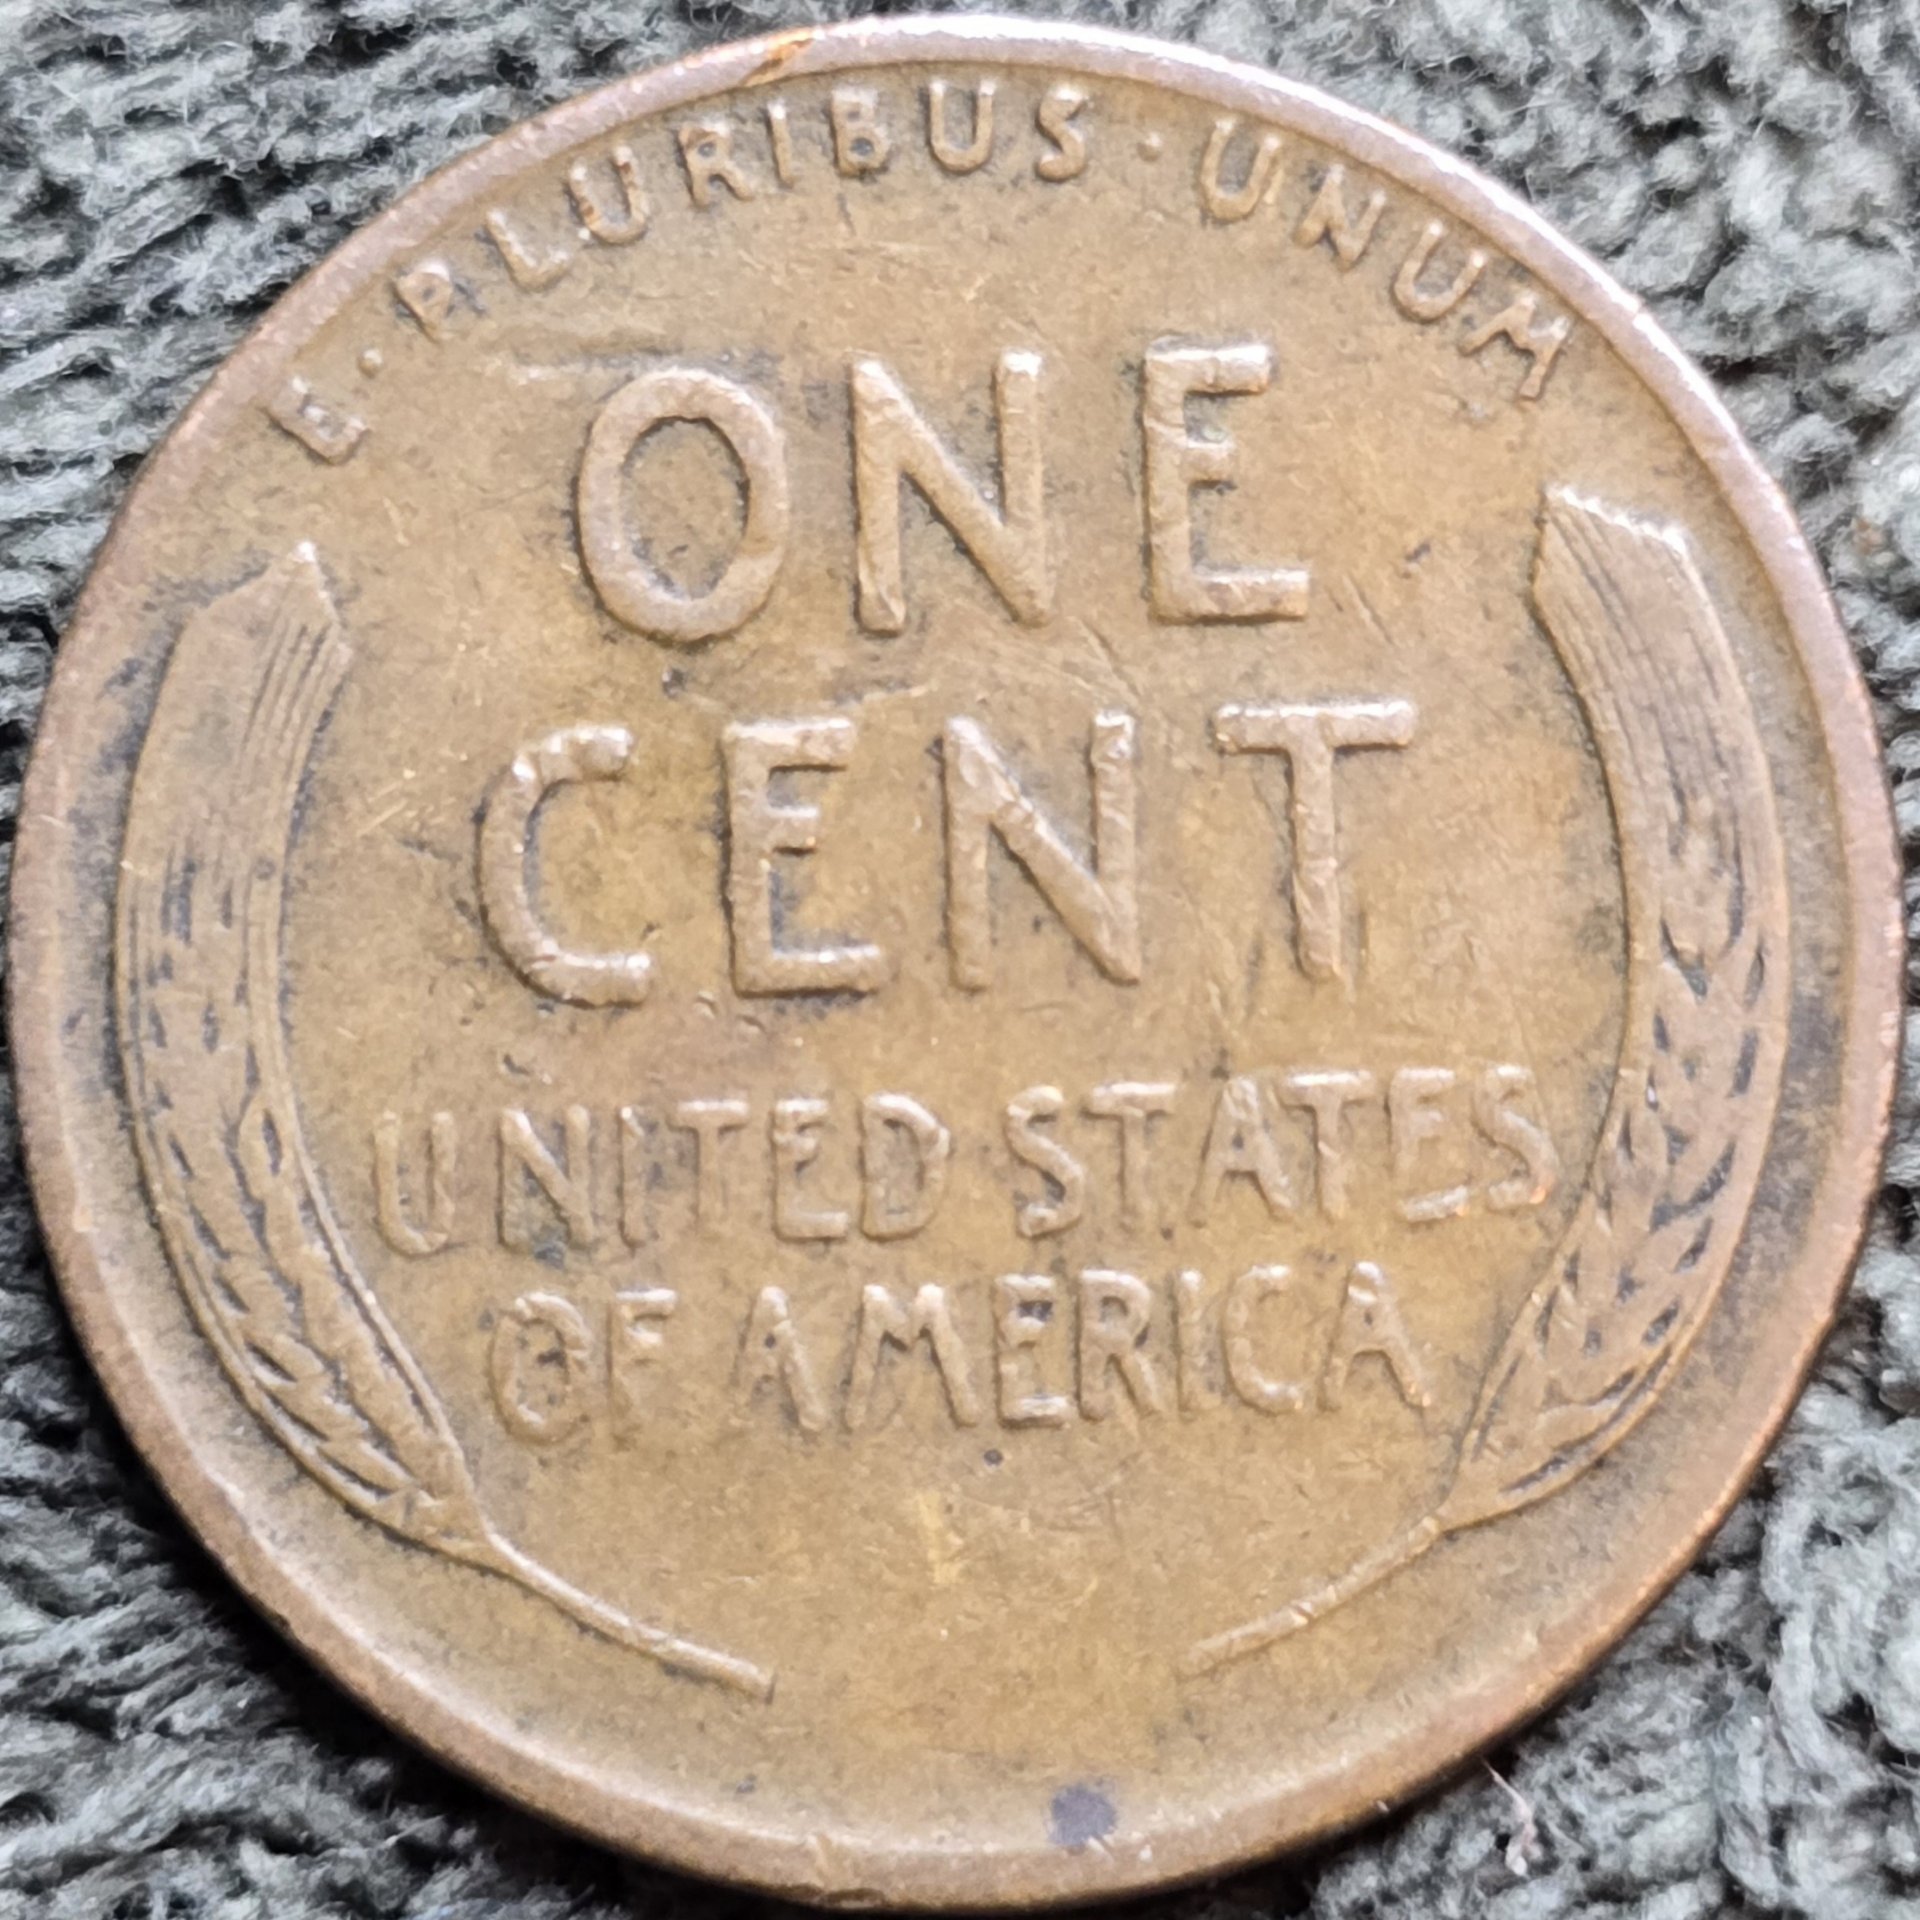 E · PLURIBUS · UNUM
ONE
CENT
UNITED STATES
OF AMERICA